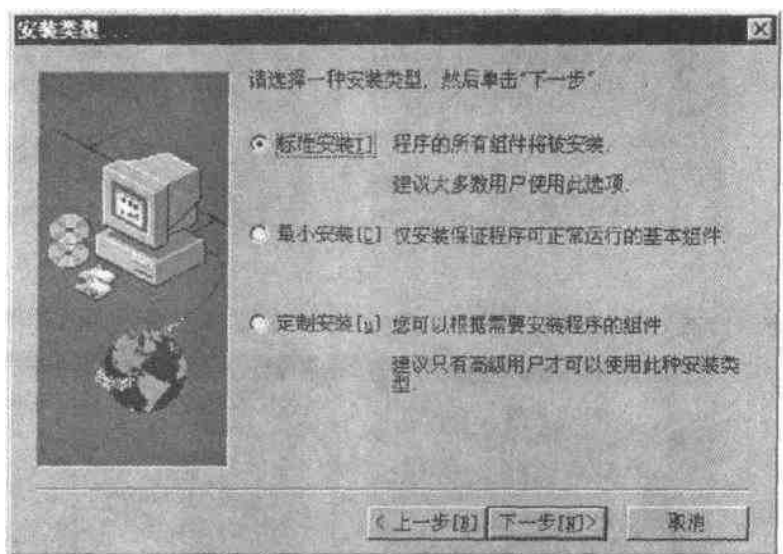 安装类型
请选择一种安装类型，然后单击“下一步”
标准安装[T] 程序的所有组件将被安装.
建议大多数用户使用此选项.
最小安装[C] 仅安装保证程序可正常运行的基本组件.
定制安装[u] 您可以根据需要安装程序的组件
建议只有高级用户才可以使用此种安装类
型.
< 上一步[B] 下一步[N]> 取消